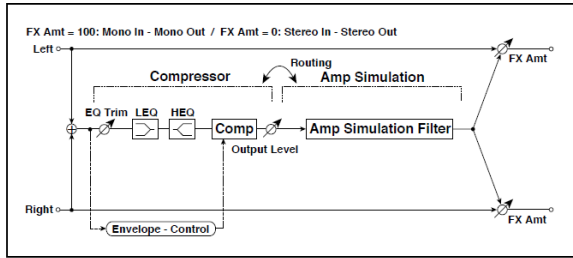 FX Amt = 100: Mono In - Mono Out / FX Amt = 0: Stereo In - Stereo Out
Left
FX Amt
Routing
Compressor
Amp Simulation
EQ Trim
LEQ
HEQ
Comp
Output Level
Amp Simulation Filter
Right
FX Amt
Envelope - Control